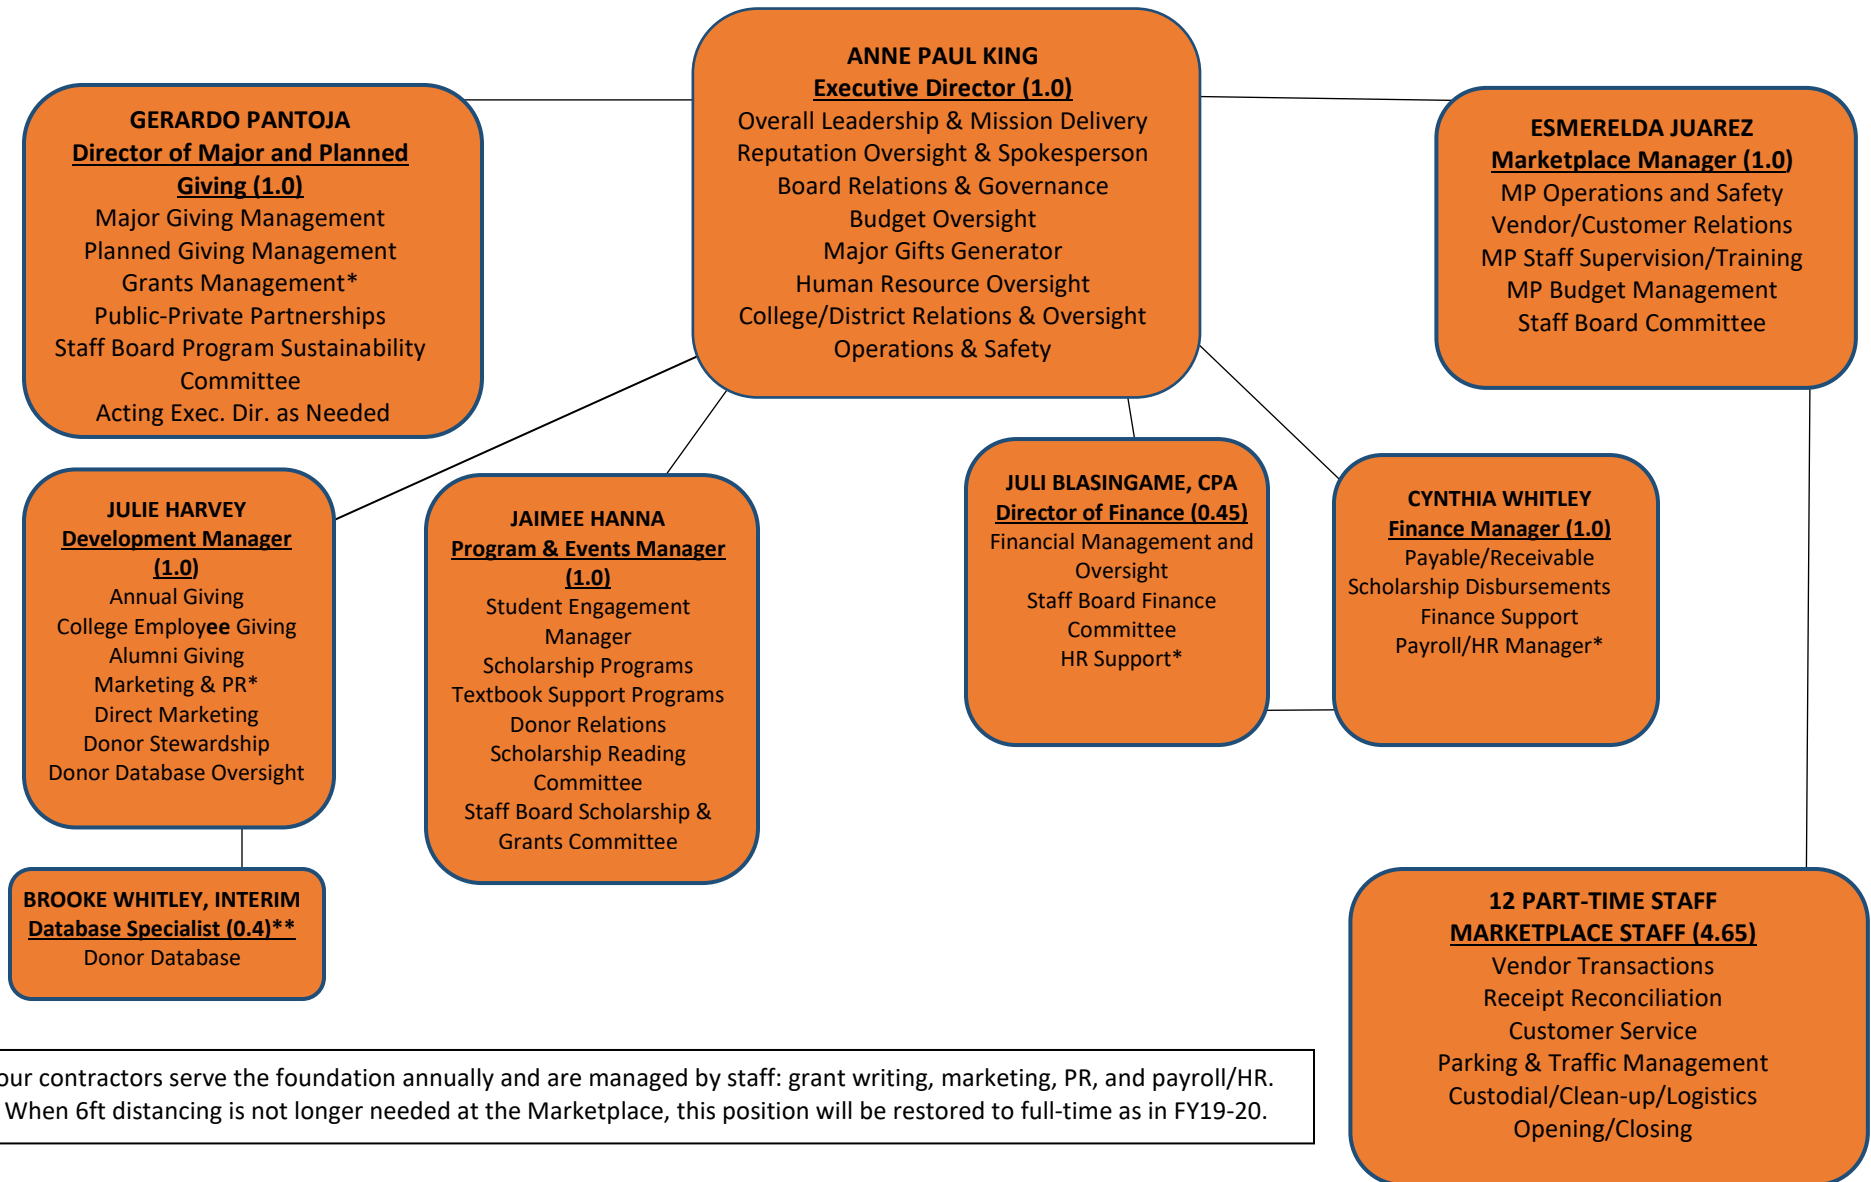 ANNE PAUL KING
Executive Director (1.0)
Overall Leadership & Mission Delivery
Reputation Oversight & Spokesperson
Board Relations & Governance
Budget Oversight
Major Gifts Generator
Human Resource Oversight
College/District Relations & Oversight
Operations & Safety
GERARDO PANTOJA
Director of Major and Planned
Giving (1.0)
Major Giving Management
Planned Giving Management
Grants Management*
Public-Private Partnerships
Staff Board Program Sustainability
Committee
Acting Exec. Dir. as Needed
ESMERELDA JUAREZ
Marketplace Manager (1.0)
MP Operations and Safety
Vendor/Customer Relations
MP Staff Supervision/Training
MP Budget Management
Staff Board Committee
JULIE HARVEY
Development Manager
(1.0)
Annual Giving
College Employee Giving
Alumni Giving
Marketing & PR*
Direct Marketing
Donor Stewardship
Donor Database Oversight
JAIMEE HANNA
Program & Events Manager
(1.0)
Student Engagement
Manager
Scholarship Programs
Textbook Support Programs
Donor Relations
Scholarship Reading
Committee
Staff Board Scholarship &
Grants Committee
JULI BLASINGAME, CPA
Director of Finance (0.45)
Financial Management and
Oversight
Staff Board Finance
Committee
HR Support*
CYNTHIA WHITLEY
Finance Manager (1.0)
Payable/Receivable
Scholarship Disbursements
Finance Support
Payroll/HR Manager*
BROOKE WHITLEY, INTERIM
Database Specialist (0.4)**
Donor Database
12 PART-TIME STAFF
MARKETPLACE STAFF (4.65)
Vendor Transactions
Receipt Reconciliation
Customer Service
Parking & Traffic Management
Custodial/Clean-up/Logistics
Opening/Closing
our contractors serve the foundation annually and are managed by staff: grant writing, marketing, PR, and payroll/HR.
When 6ft distancing is not longer needed at the Marketplace, this position will be restored to full-time as in FY19-20.